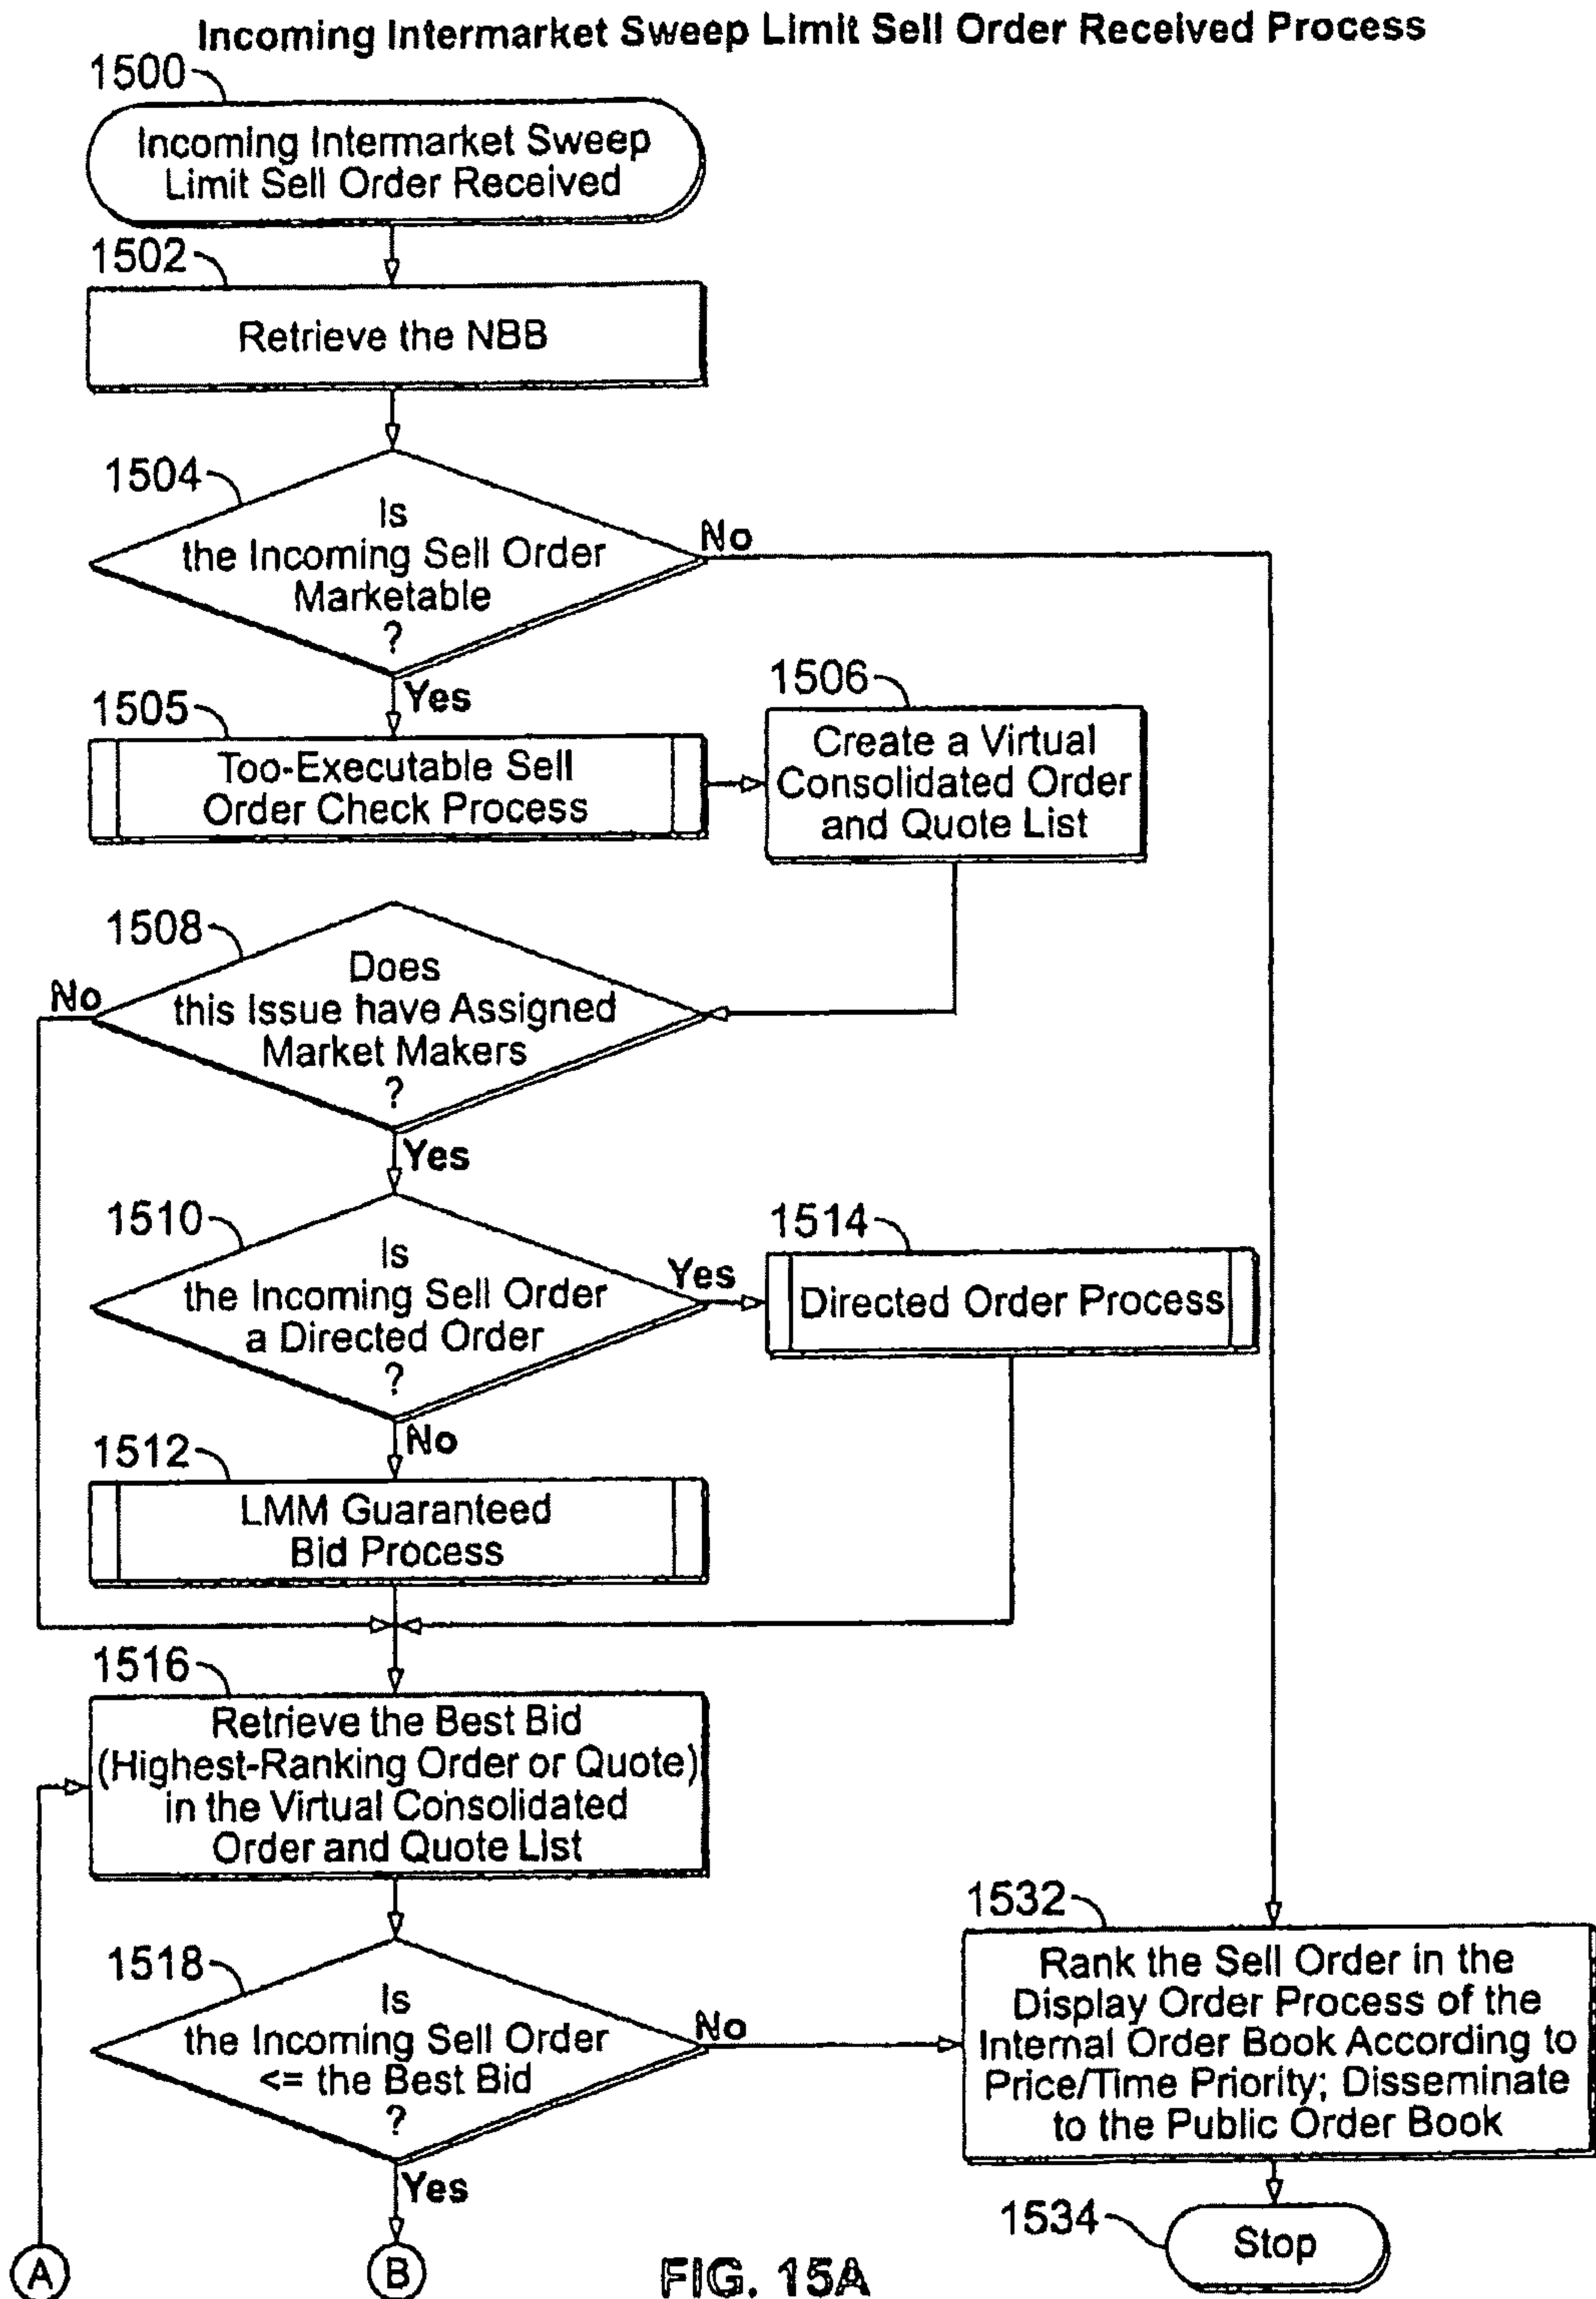 Incoming Intermarket Sweep Limit Sell Order Received Process
1500
Incoming Intermarket Sweep
Limit Sell Order Received
1502
Retrieve the NBB
1504
Is
the Incoming Sell Order
Marketable
?
No
Yes
1505
Too-Executable Sell
Order Check Process
1506
Create a Virtual
Consolidated Order
and Quote List
1508
Does
this Issue have Assigned
Market Makers
?
No
Yes
1510
Is
the Incoming Sell Order
a Directed Order
?
Yes
1514
Directed Order Process
No
1512
LMM Guaranteed
Bid Process
1516
Retrieve the Best Bid
(Highest-Ranking Order or Quote)
in the Virtual Consolidated
Order and Quote List
1518
Is
the Incoming Sell Order
<= the Best Bid
?
No
Yes
1532
Rank the Sell Order in the
Display Order Process of the
Internal Order Book According to
Price/Time Priority; Disseminate
to the Public Order Book
1534
Stop
A
B
FIG. 15A